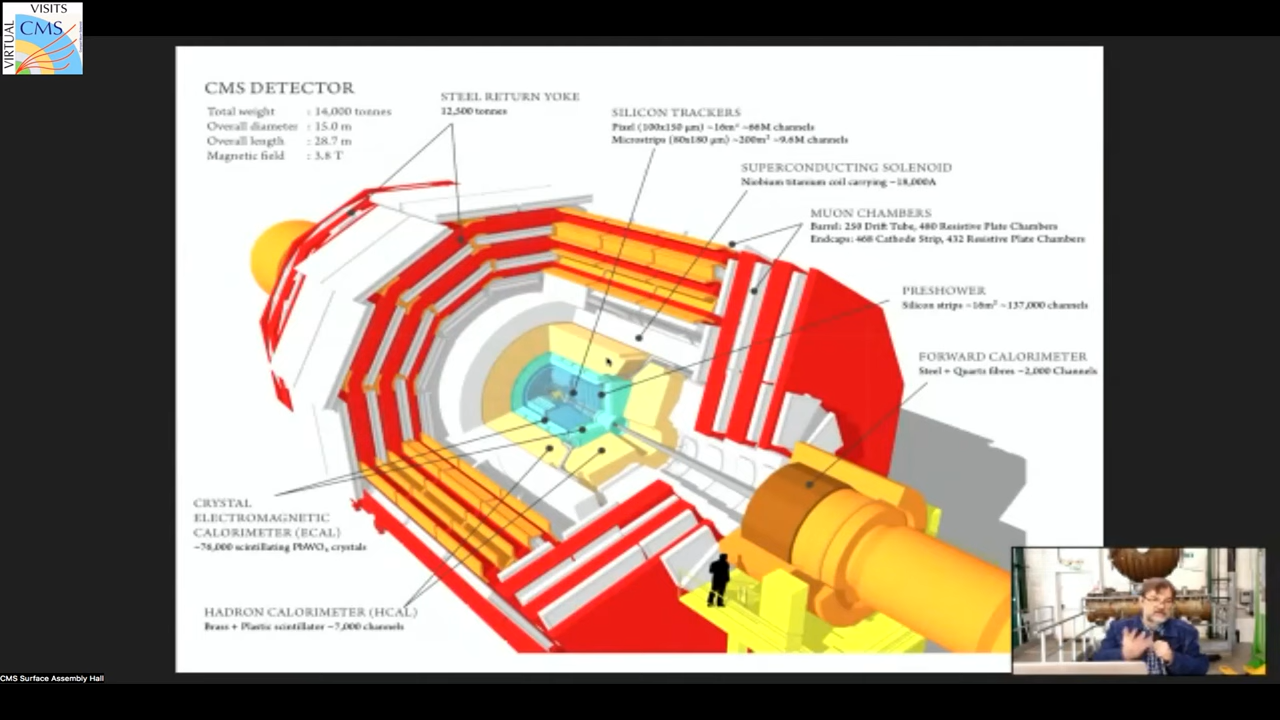 VISITS
CMS
VIRTUAL
CMS DETECTOR
Total weight : 14,000 tonnes
Overall diameter : 15.0 m
Overall length : 28.7 m
Magnetic field : 3.8 T
STEEL RETURN YOKE
12,500 tonnes
SILICON TRACKERS
Pixel (100x150 μm) ~16m² ~66M channels
Microstrips (80x180 μm) ~200m² ~9.6M channels
SUPERCONDUCTING SOLENOID
Niobium titanium coil carrying ~18,000A
MUON CHAMBERS
Barrel: 250 Drift Tube, 480 Resistive Plate Chambers
Endcaps: 468 Cathode Strip, 432 Resistive Plate Chambers
PRESHOWER
Silicon strips ~16m² ~137,000 channels
FORWARD CALORIMETER
Steel + Quartz fibres ~2,000 Channels
CRYSTAL
ELECTROMAGNETIC
CALORIMETER (ECAL)
~76,000 scintillating PbWO₄ crystals
HADRON CALORIMETER (HCAL)
Brass + Plastic scintillator ~7,000 channels
CMS Surface Assembly Hall